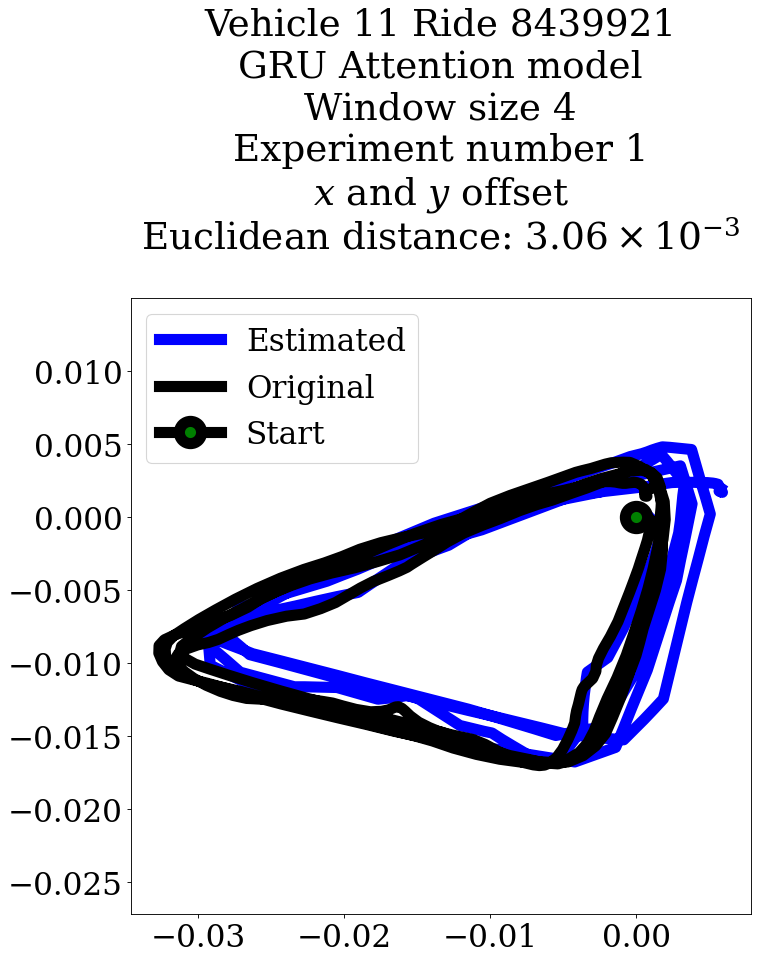 Vehicle 11 Ride 8439921
GRU Attention model
Window size 4
Experiment number 1
x and y offset
Euclidean distance: 3.06 × 10⁻³
Estimated
Original
Start
0.010
0.005
0.000
−0.005
−0.010
−0.015
−0.020
−0.025
−0.03 −0.02 −0.01 0.00